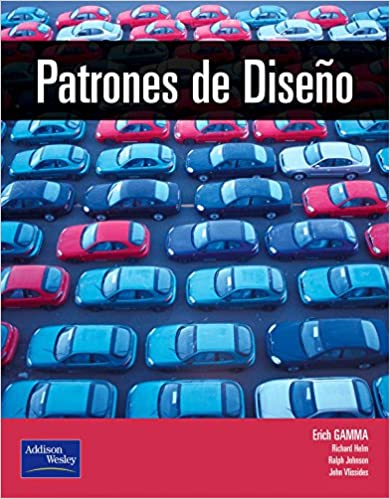 Patrones de Diseño
Erich GAMMA
Richard Helm
Ralph Johnson
John Vlissides
Addison
Wesley